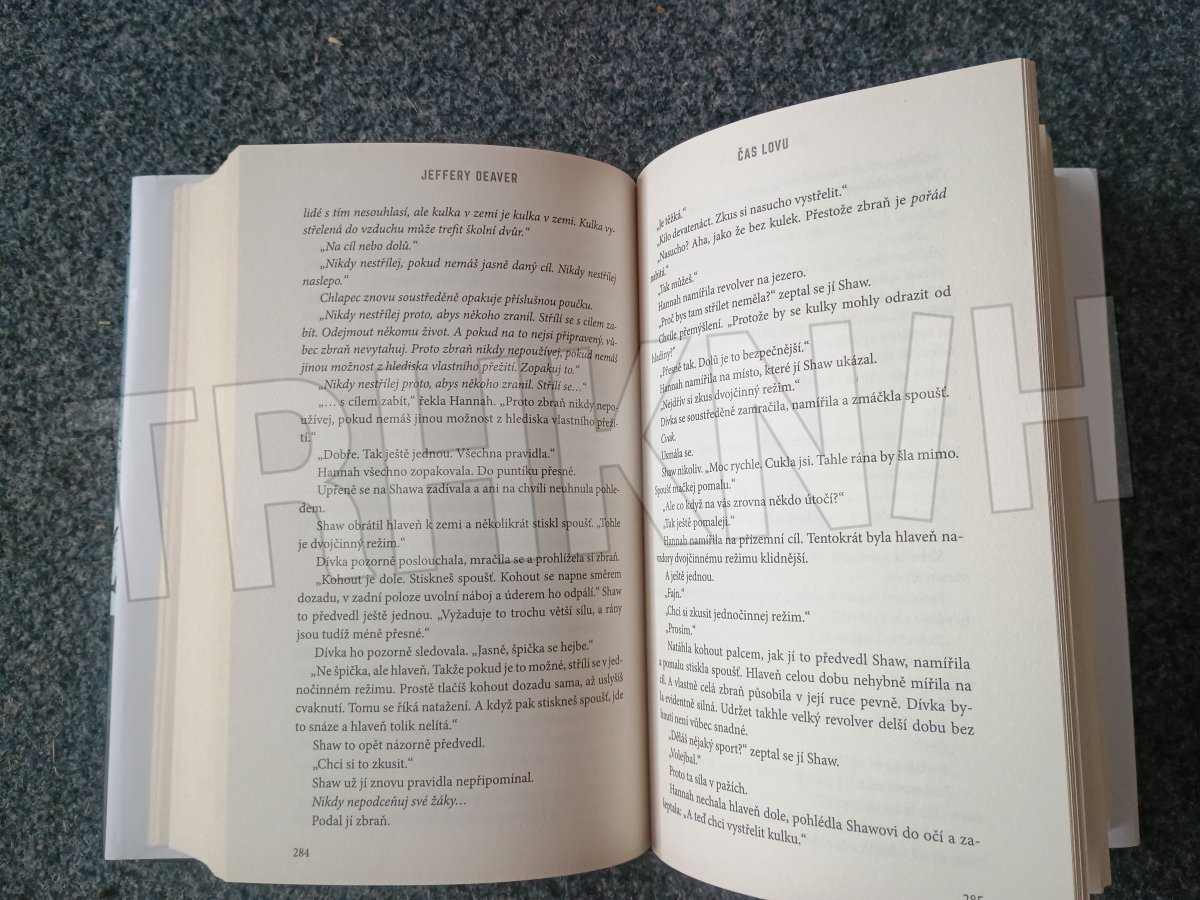 JEFFERY DEAVER
lidé s tím nesouhlasí, ale kulka v zemi je kulka v zemi. Kulka vy-
střelená do vzduchu může trefit školní dvůr.“
„Na cíl nebo dolů.“
„Nikdy nestřílej, pokud nemáš jasně daný cíl. Nikdy nestřílej
naslepo.“
Chlapec znovu soustředěně opakuje příslušnou poučku.
„Nikdy nestřílej proto, abys někoho zranil. Střílí se s cílem za-
bít. Odejmout někomu život. A pokud na to nejsi připravený, vů-
bec zbraň nevytahuj. Proto zbraň nikdy nepoužívej, pokud nemáš
jinou možnost z hlediska vlastního přežití. Zopakuj to.“
„Nikdy nestřílej proto, abys někoho zranil. Střílí se…“
„… s cílem zabít,“ řekla Hannah. „Proto zbraň nikdy nepo-
užívej, pokud nemáš jinou možnost z hlediska vlastního přeži-
tí.“
„Dobře. Tak ještě jednou. Všechna pravidla.“
Hannah všechno zopakovala. Do puntíku přesně.
Upřeně se na Shawa zadívala a ani na chvíli neuhnula pohle-
dem.
Shaw obrátil hlaveň k zemi a několikrát stiskl spoušť. „Tohle
je dvojčinný režim.“
Dívka pozorně poslouchala, mračila se a prohlížela si zbraň.
„Kohout je dole. Stiskneš spoušť. Kohout se napne směrem
dozadu, v zadní poloze uvolní náboj a úderem ho odpálí.“ Shaw
to předvedl ještě jednou. „Vyžaduje to trochu větší sílu, a rány
jsou tudíž méně přesné.“
Dívka ho pozorně sledovala. „Jasně, špička se hejbe.“
„Ne špička, ale hlaveň. Takže pokud je to možné, střílí se v jed-
nočinném režimu. Prostě tlačíš kohout dozadu sama, až uslyšíš
cvaknutí. Tomu se říká natažení. A když pak stiskneš spoušť, jde
to snáze a hlaveň tolik nelítá.“
Shaw to opět názorně předvedl.
„Chci si to zkusit.“
Shaw už jí znovu pravidla nepřipomínal.
Nikdy nepodceňuj své žáky…
Podal jí zbraň.
284
ČAS LOVU
„Je těžká.“
„Kilo devatenáct. Zkus si nasucho vystřelit.“
„Nasucho? Aha, jako že bez kulek. Přestože zbraň je pořád
nabitá.“
„Tak můžeš.“
Hannah namířila revolver na jezero.
„Proč bys tam střílet neměla?“ zeptal se jí Shaw.
Chvíle přemýšlení. „Protože by se kulky mohly odrazit od
hladiny?“
„Přesně tak. Dolů je to bezpečnější.“
Hannah namířila na místo, které jí Shaw ukázal.
„Nejdřív si zkus dvojčinný režim.“
Dívka se soustředěně zamračila, namířila a zmáčkla spoušť.
Cvak.
Usmála se.
Shaw nikoliv. „Moc rychle. Cukla jsi. Tahle rána by šla mimo.
Spoušť mačkej pomalu.“
„Ale co když na vás zrovna někdo útočí?“
„Tak ještě pomaleji.“
Hannah namířila na přízemní cíl. Tentokrát byla hlaveň na-
vzdory dvojčinnému režimu klidnější.
A ještě jednou.
„Fajn.“
„Chci si zkusit jednočinnej režim.“
„Prosím.“
Natáhla kohout palcem, jak jí to předvedl Shaw, namířila
a pomalu stiskla spoušť. Hlaveň celou dobu nehybně mířila na
cíl. A vlastně celá zbraň působila v její ruce pevně. Dívka by-
la evidentně silná. Udržet takhle velký revolver delší dobu bez
hnutí není vůbec snadné.
„Děláš nějaký sport?“ zeptal se jí Shaw.
„Volejbal.“
Proto ta síla v pažích.
Hannah nechala hlaveň dole, pohlédla Shawovi do očí a za-
šeptala: „A teď chci vystřelit kulku.“
285
TRHKNIH